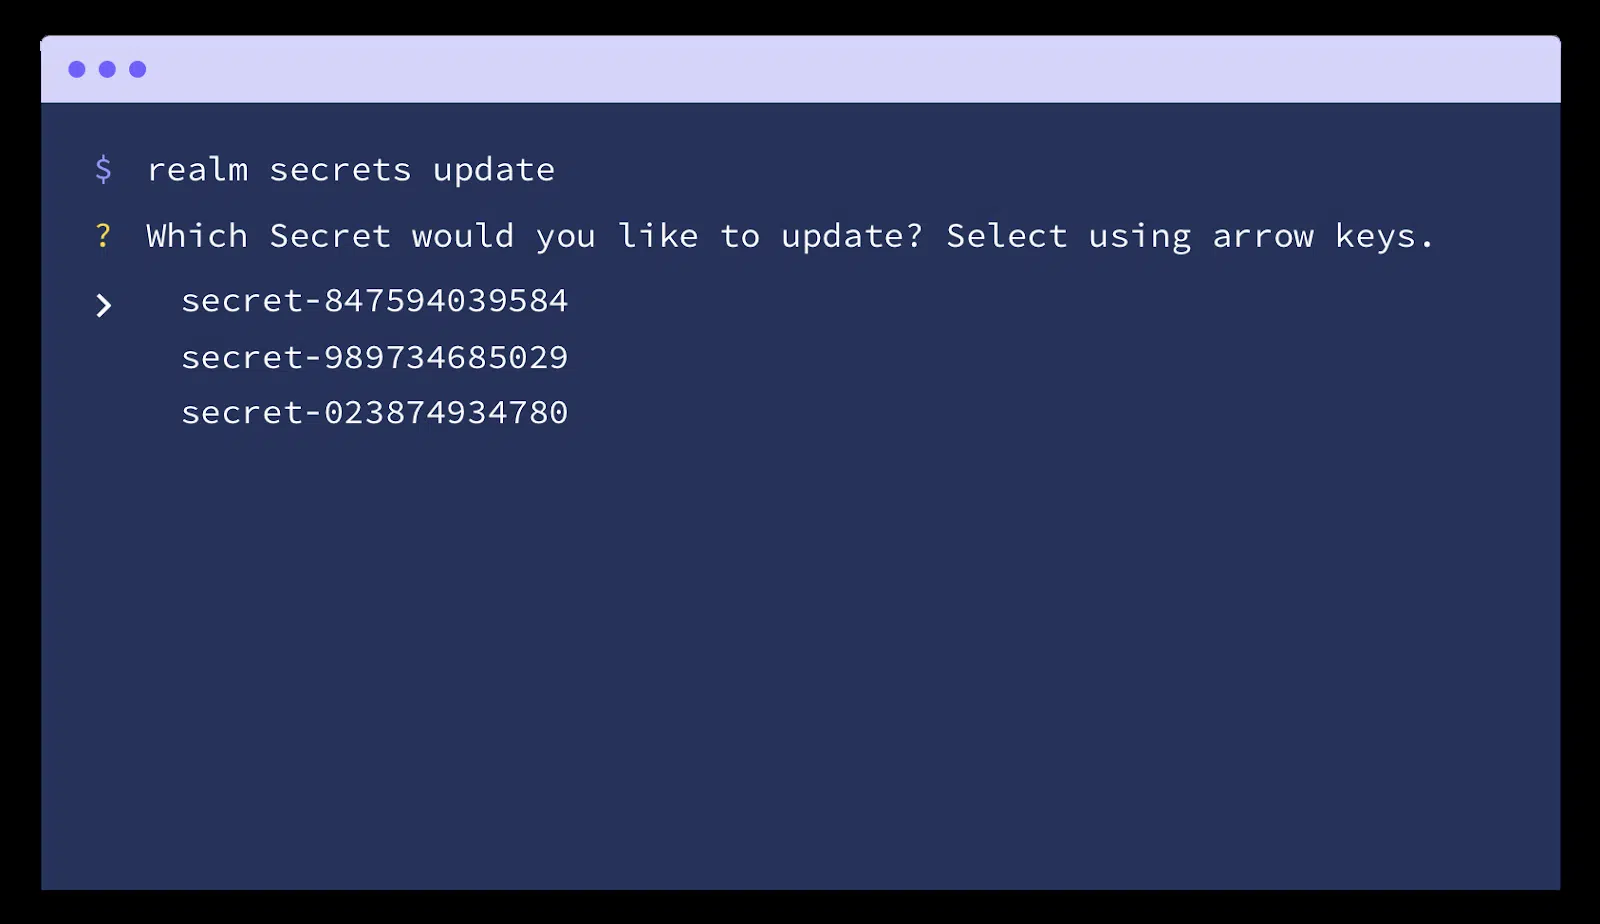 $ realm secrets update
? Which Secret would you like to update? Select using arrow keys.
> secret-847594039584
secret-989734685029
secret-023874934780